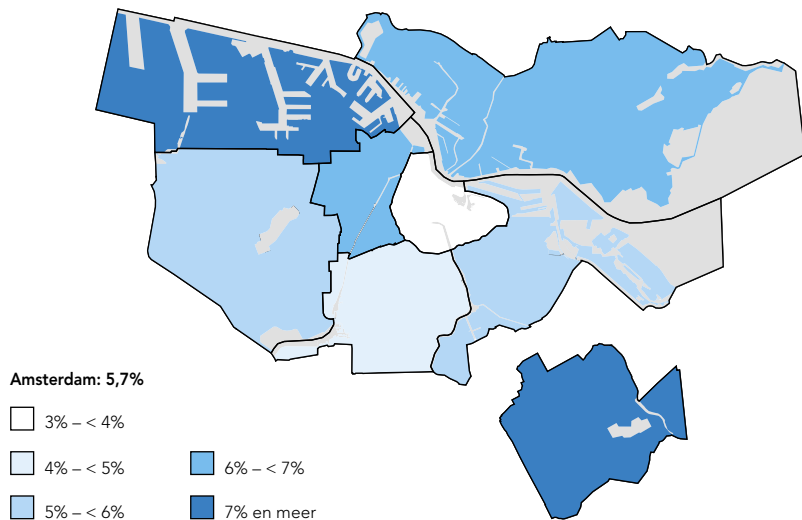 Amsterdam: 5,7%
3% – < 4%
4% – < 5%
5% – < 6%
6% – < 7%
7% en meer